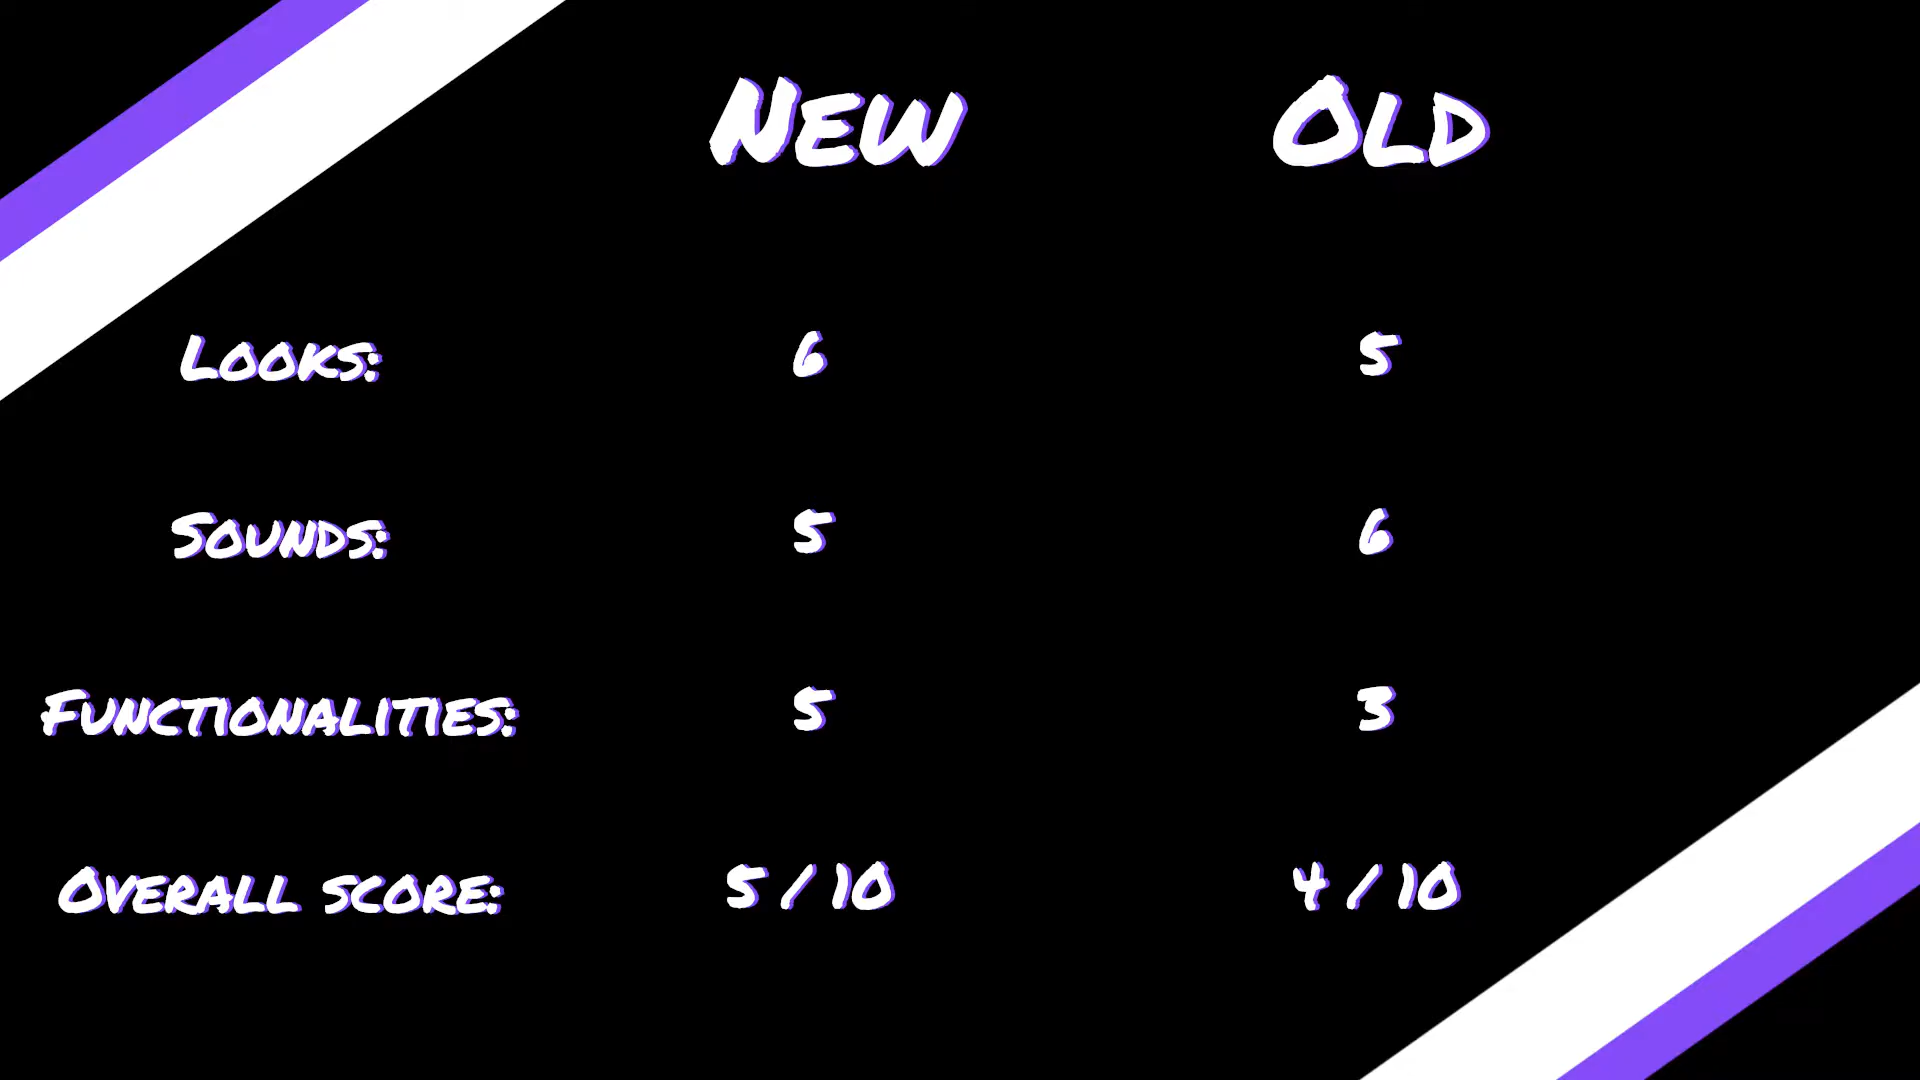 New Old
Looks: 6 5
Sounds: 5 6
Functionalities: 5 3
Overall score: 5 / 10 4 / 10